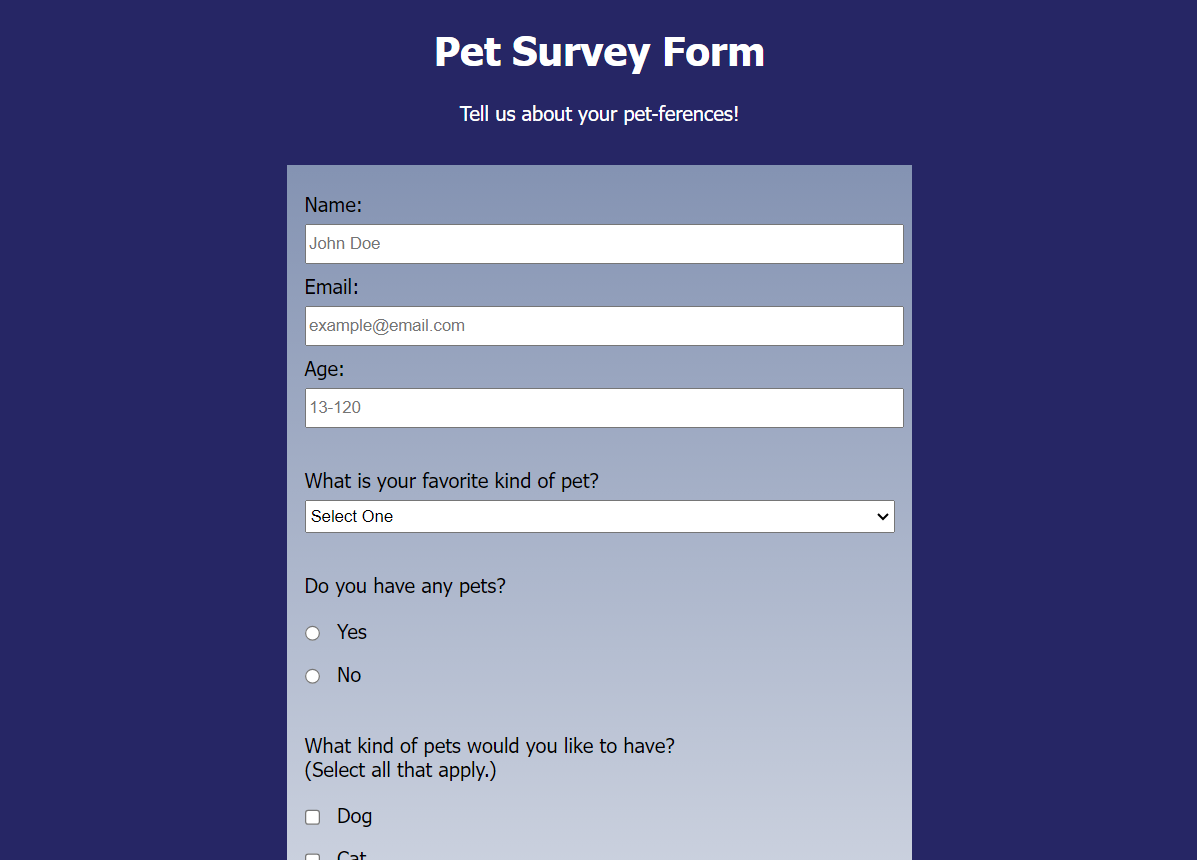 Pet Survey Form
Tell us about your pet-ferences!
Name:
John Doe
Email:
example@email.com
Age:
13-120
What is your favorite kind of pet?
Select One
Do you have any pets?
Yes
No
What kind of pets would you like to have?
(Select all that apply.)
Dog
Cat